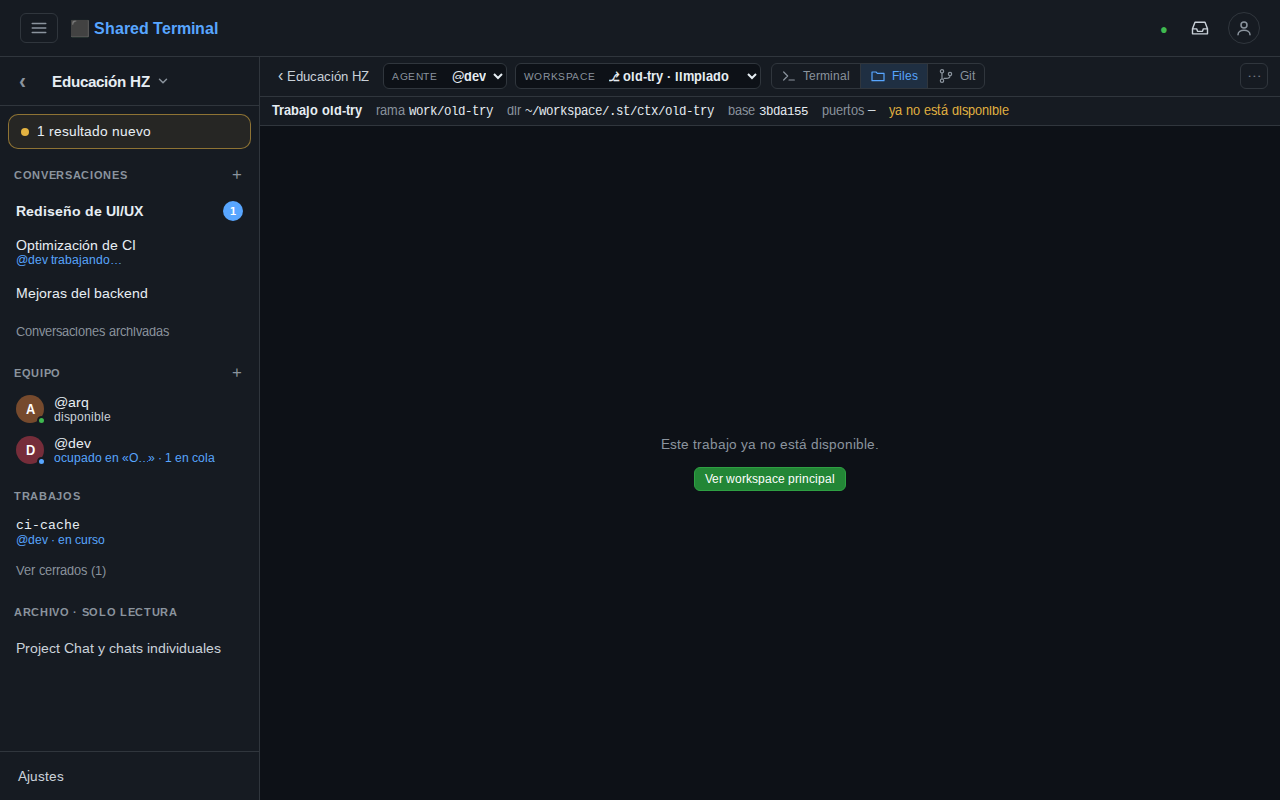 Shared Terminal
Educación HZ
1 resultado nuevo
CONVERSACIONES
Rediseño de UI/UX 1
Optimización de CI
@dev trabajando…
Mejoras del backend
Conversaciones archivadas
EQUIPO
A @arq
disponible
D @dev
ocupado en «O…» · 1 en cola
TRABAJOS
ci-cache
@dev · en curso
Ver cerrados (1)
ARCHIVO · SOLO LECTURA
Project Chat y chats individuales
Ajustes
‹ Educación HZ AGENTE @dev WORKSPACE ⎇ old-try · limpiado Terminal Files Git ···
Trabajo old-try rama work/old-try dir ~/workspace/.st/ctx/old-try base 3bda155 puertos — ya no está disponible
Este trabajo ya no está disponible.
Ver workspace principal